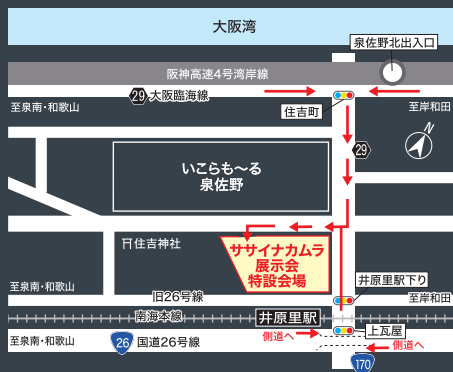 大阪湾
泉佐野北出入口
阪神高速4号湾岸線
29 大阪臨海線
至泉南・和歌山
住吉町
至岸和田
N
29
いこらも〜る
泉佐野
住吉神社
ササイナカムラ
展示会
特設会場
井原里駅下り
至泉南・和歌山
旧26号線
至岸和田
南海本線
井原里駅
上瓦屋
至泉南・和歌山
26 国道26号線
側道へ
側道へ
170